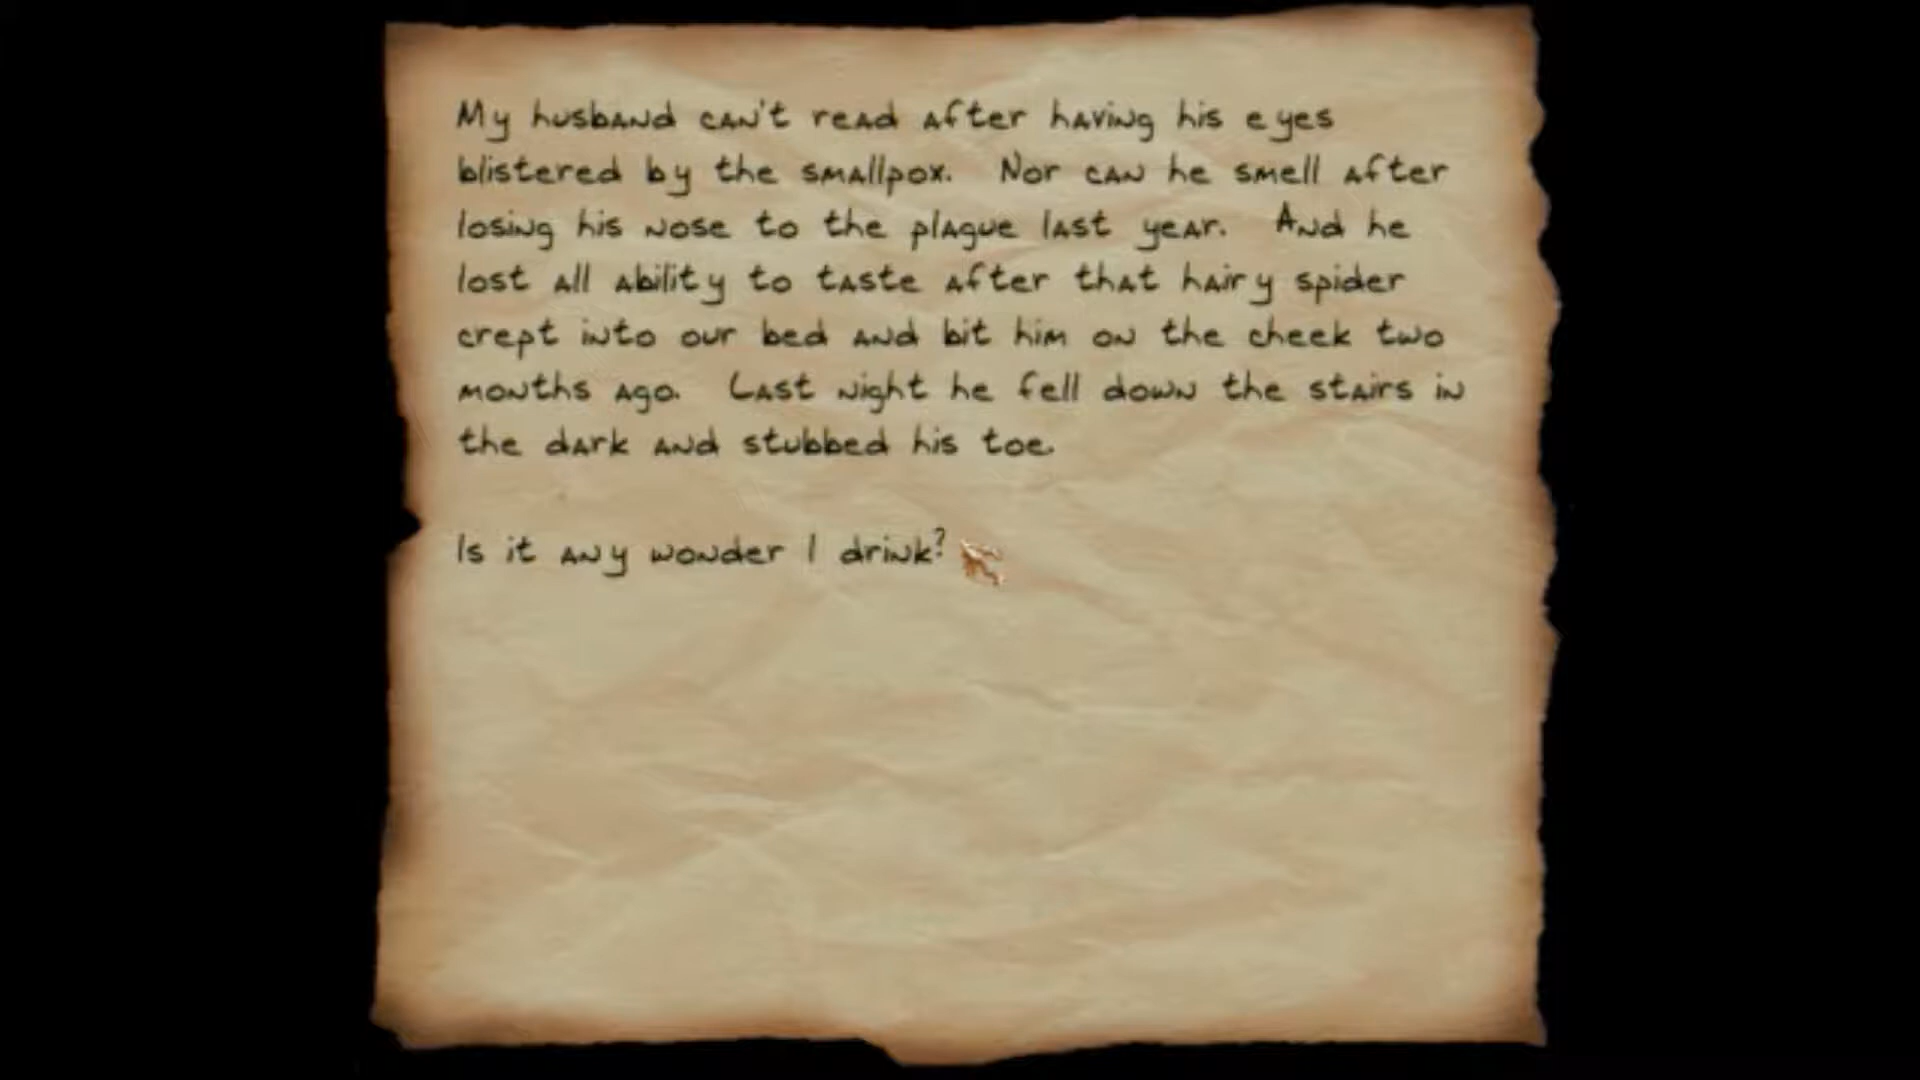 My husband can't read after having his eyes
blistered by the smallpox.  Nor can he smell after
losing his nose to the plague last year.  And he
lost all ability to taste after that hairy spider
crept into our bed and bit him on the cheek two
months ago.  Last night he fell down the stairs in
the dark and stubbed his toe.
Is it any wonder I drink?